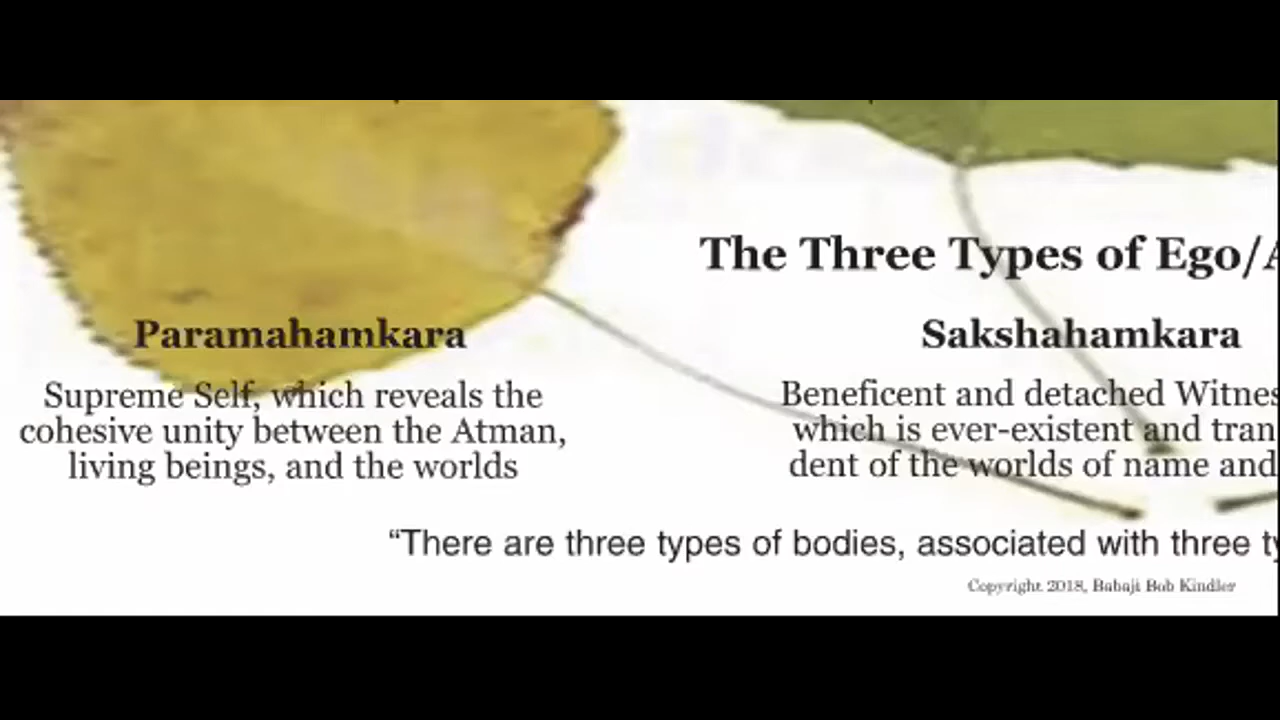 The Three Types of Ego/
Paramahamkara
Supreme Self, which reveals the
cohesive unity between the Atman,
living beings, and the worlds
Sakshahamkara
Beneficent and detached
which is ever-existent and
dent of the worlds of name and
“There are three types of bodies, associated with three
Copyright 2018, Babaji Bob Kindler